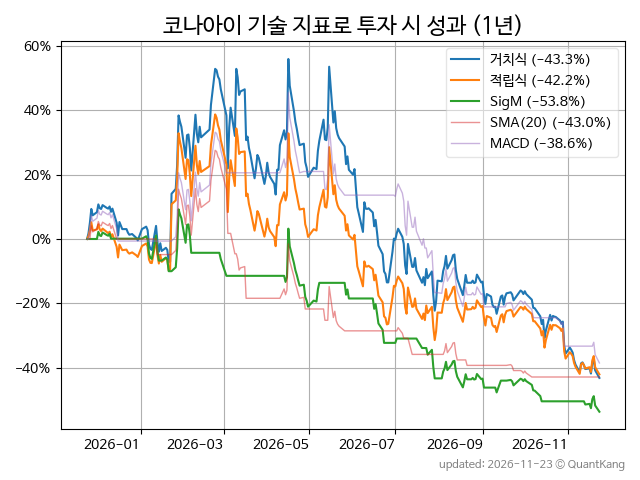 코나아이 기술 지표로 투자 시 성과 (1년)
60%
40%
20%
0%
−20%
−40%
거치식 (−43.3%)
적립식 (−42.2%)
SigM (−53.8%)
SMA(20) (−43.0%)
MACD (−38.6%)
2026-01
2026-03
2026-05
2026-07
2026-09
2026-11
updated: 2026-11-23 © QuantKang